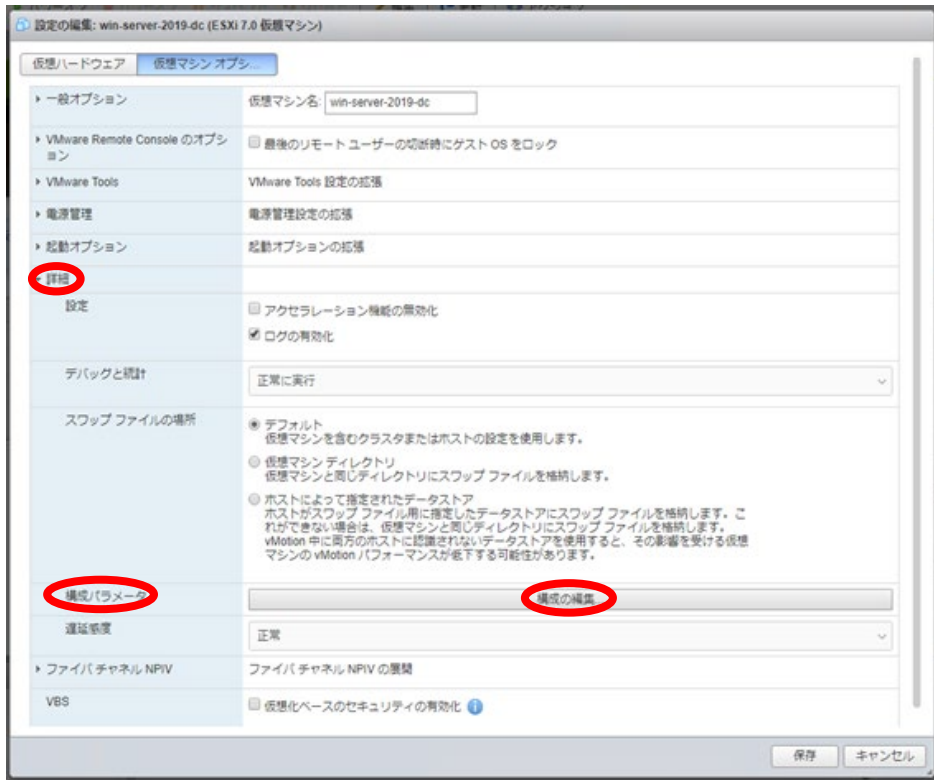 設定の編集: win-server-2019-dc (ESXi 7.0 仮想マシン)
仮想ハードウェア 仮想マシン オプシ...
一般オプション 仮想マシン名: win-server-2019-dc
VMware Remote Console のオプシ
ョン
最後のリモート ユーザーの切断時にゲスト OS をロック
VMware Tools VMware Tools 設定の拡張
電源管理 電源管理設定の拡張
起動オプション 起動オプションの拡張
詳細
設定 アクセラレーション機能の無効化
ログの有効化
デバッグと統計 正常に実行
スワップ ファイルの場所 デフォルト
仮想マシンを含むクラスタまたはホストの設定を使用します。
仮想マシン ディレクトリ
仮想マシンと同じディレクトリにスワップ ファイルを格納します。
ホストによって指定されたデータストア
ホストがスワップ ファイル用に指定したデータストアにスワップ ファイルを格納します。こ
れができない場合は、仮想マシンと同じディレクトリにスワップ ファイルを格納します。
vMotion 中に両方のホストに認識されないデータストアを使用すると、その影響を受ける仮想
マシンの vMotion パフォーマンスが低下する可能性があります。
構成パラメータ 構成の編集...
遅延感度 正常
ファイバ チャネル NPIV ファイバ チャネル NPIV の展開
VBS 仮想化ベースのセキュリティの有効化
保存 キャンセル